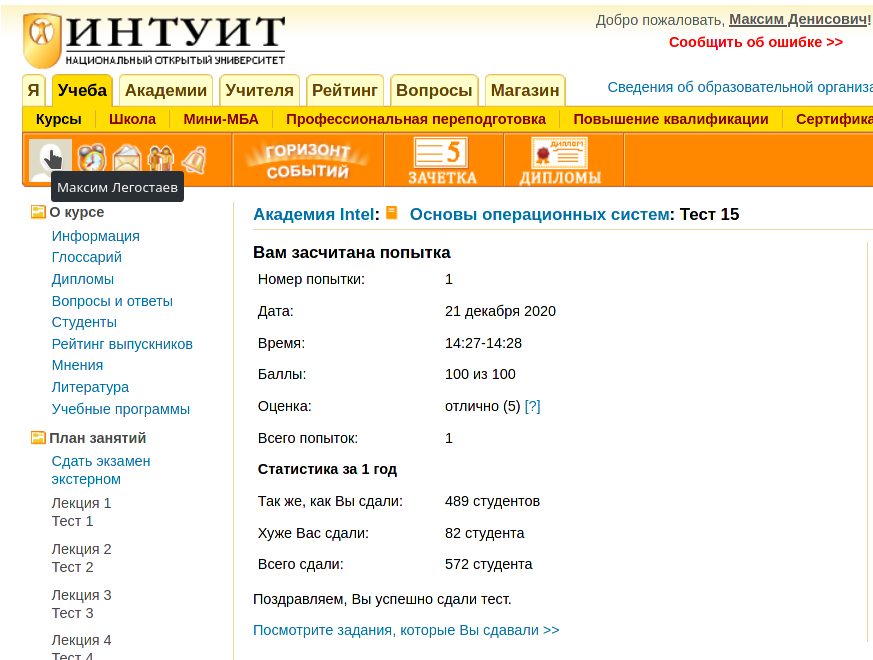 ИНТУИТ
НАЦИОНАЛЬНЫЙ ОТКРЫТЫЙ УНИВЕРСИТЕТ
Добро пожаловать, Максим Денисович!
Сообщить об ошибке >>
Я Учеба Академии Учителя Рейтинг Вопросы Магазин
Сведения об образовательной организа
Курсы Школа Мини-МБА Профессиональная переподготовка Повышение квалификации Сертифика
ГОРИЗОНТ СОБЫТИЙ
5
ЗАЧЕТКА
ДИПЛОМ
ДИПЛОМЫ
Максим Легостаев
О курсе
Информация
Глоссарий
Дипломы
Вопросы и ответы
Студенты
Рейтинг выпускников
Мнения
Литература
Учебные программы
План занятий
Сдать экзамен
экстерном
Лекция 1
Тест 1
Лекция 2
Тест 2
Лекция 3
Тест 3
Лекция 4
Тест 4
Академия Intel: Основы операционных систем: Тест 15
Вам засчитана попытка
Номер попытки: 1
Дата: 21 декабря 2020
Время: 14:27-14:28
Баллы: 100 из 100
Оценка: отлично (5) [?]
Всего попыток: 1
Статистика за 1 год
Так же, как Вы сдали: 489 студентов
Хуже Вас сдали: 82 студента
Всего сдали: 572 студента
Поздравляем, Вы успешно сдали тест.
Посмотрите задания, которые Вы сдавали >>